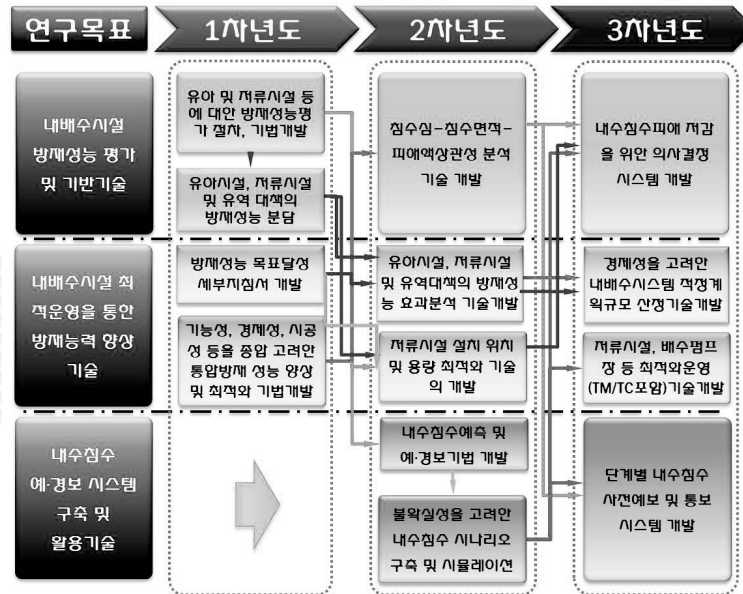 연구목표
1차년도
2차년도
3차년도
내배수시설
방재성능 평가
및 기반기술
유하 및 저류시설 등
에 대한 방재성능평
가 절차, 기법개발
유하시설, 저류시설
및 유역 대책의
방재성능 분담
침수심-침수면적-
피해액상관성 분석
기술 개발
내수침수피해 저감
을 위한 의사결정
시스템 개발
내배수시설 최
적운영을 통한
방재능력 향상
기술
방재성능 목표달성
세부지침서 개발
기능성, 경제성, 시공
성 등을 종합 고려한
통합방재 성능 향상
및 최적화 기법개발
유하시설, 저류시설
및 유역대책의 방재성
능 효과분석 기술개발
저류시설 설치 위치
및 용량 최적화 기술
의 개발
경제성을 고려한
내배수시스템 적정계
획규모 산정기술개발
저류시설, 배수펌프
장 등 최적화운영
(TM/TC포함)기술개발
내수침수
예·경보 시스템
구축 및
활용기술
내수침수예측 및
예·경보기법 개발
불확실성을 고려한
내수침수 시나리오
구축 및 시뮬레이션
단계별 내수침수
사전예보 및 통보
시스템 개발